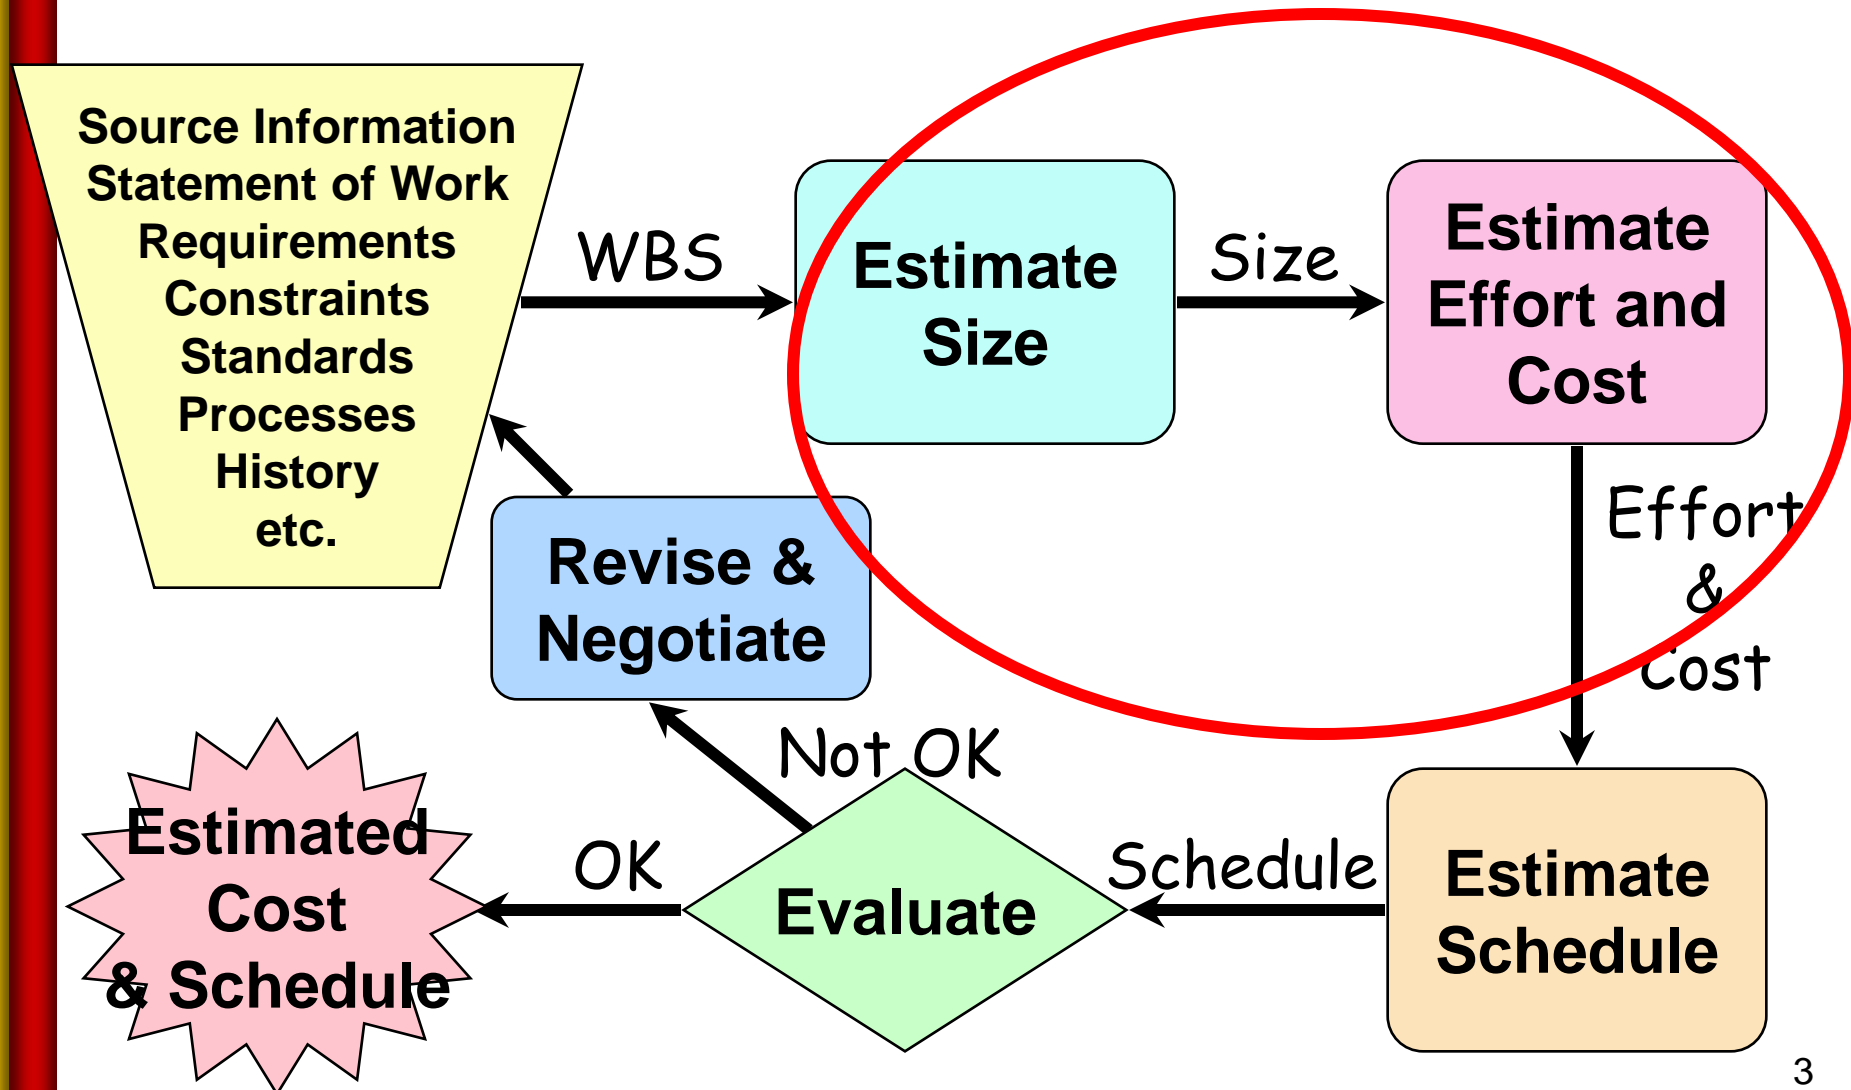 Source Information
Statement of Work
Requirements
Constraints
Standards
Processes
History
etc.
WBS
Estimate
Size
Size
Estimate
Effort and
Cost
Effort
&
Cost
Revise &
Negotiate
Not OK
Estimated
Cost
& Schedule
OK
Evaluate
Schedule
Estimate
Schedule
3